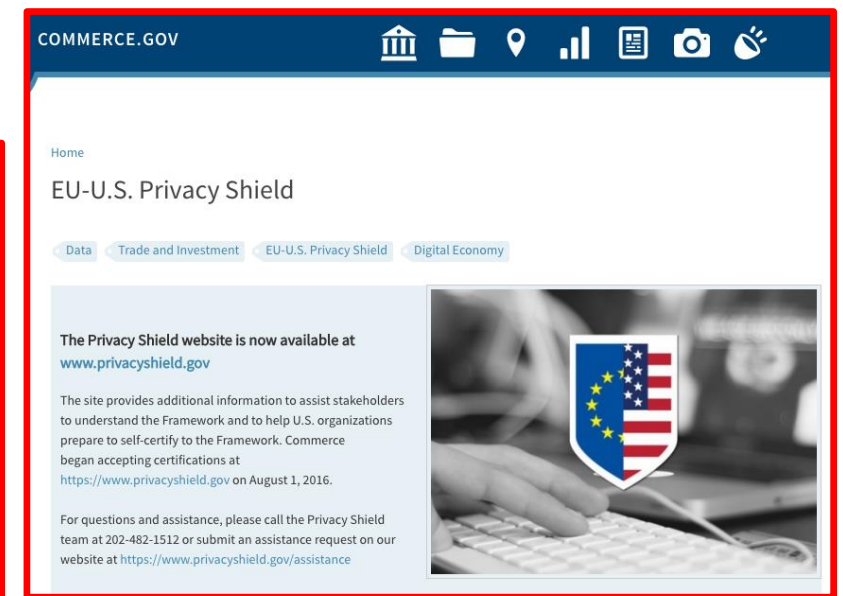 COMMERCE.GOV
Home
EU-U.S. Privacy Shield
Data
Trade and Investment
EU-U.S. Privacy Shield
Digital Economy
The Privacy Shield website is now available at
www.privacyshield.gov
The site provides additional information to assist stakeholders
to understand the Framework and to help U.S. organizations
prepare to self-certify to the Framework. Commerce
began accepting certifications at
https://www.privacyshield.gov on August 1, 2016.
For questions and assistance, please call the Privacy Shield
team at 202-482-1512 or submit an assistance request on our
website at https://www.privacyshield.gov/assistance